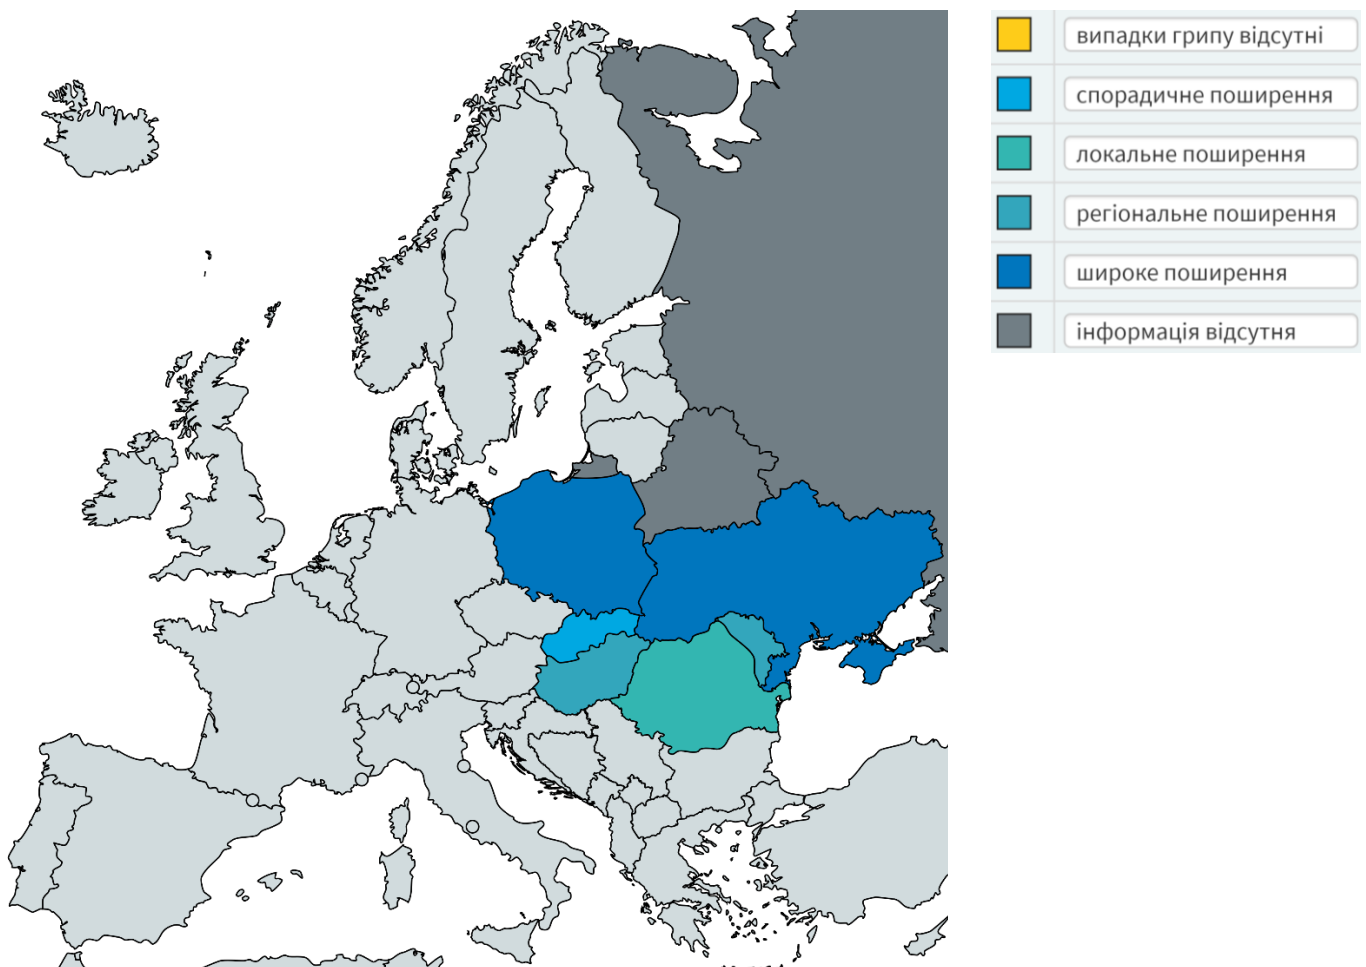 випадки грипу відсутні
спорадичне поширення
локальне поширення
регіональне поширення
широке поширення
інформація відсутня